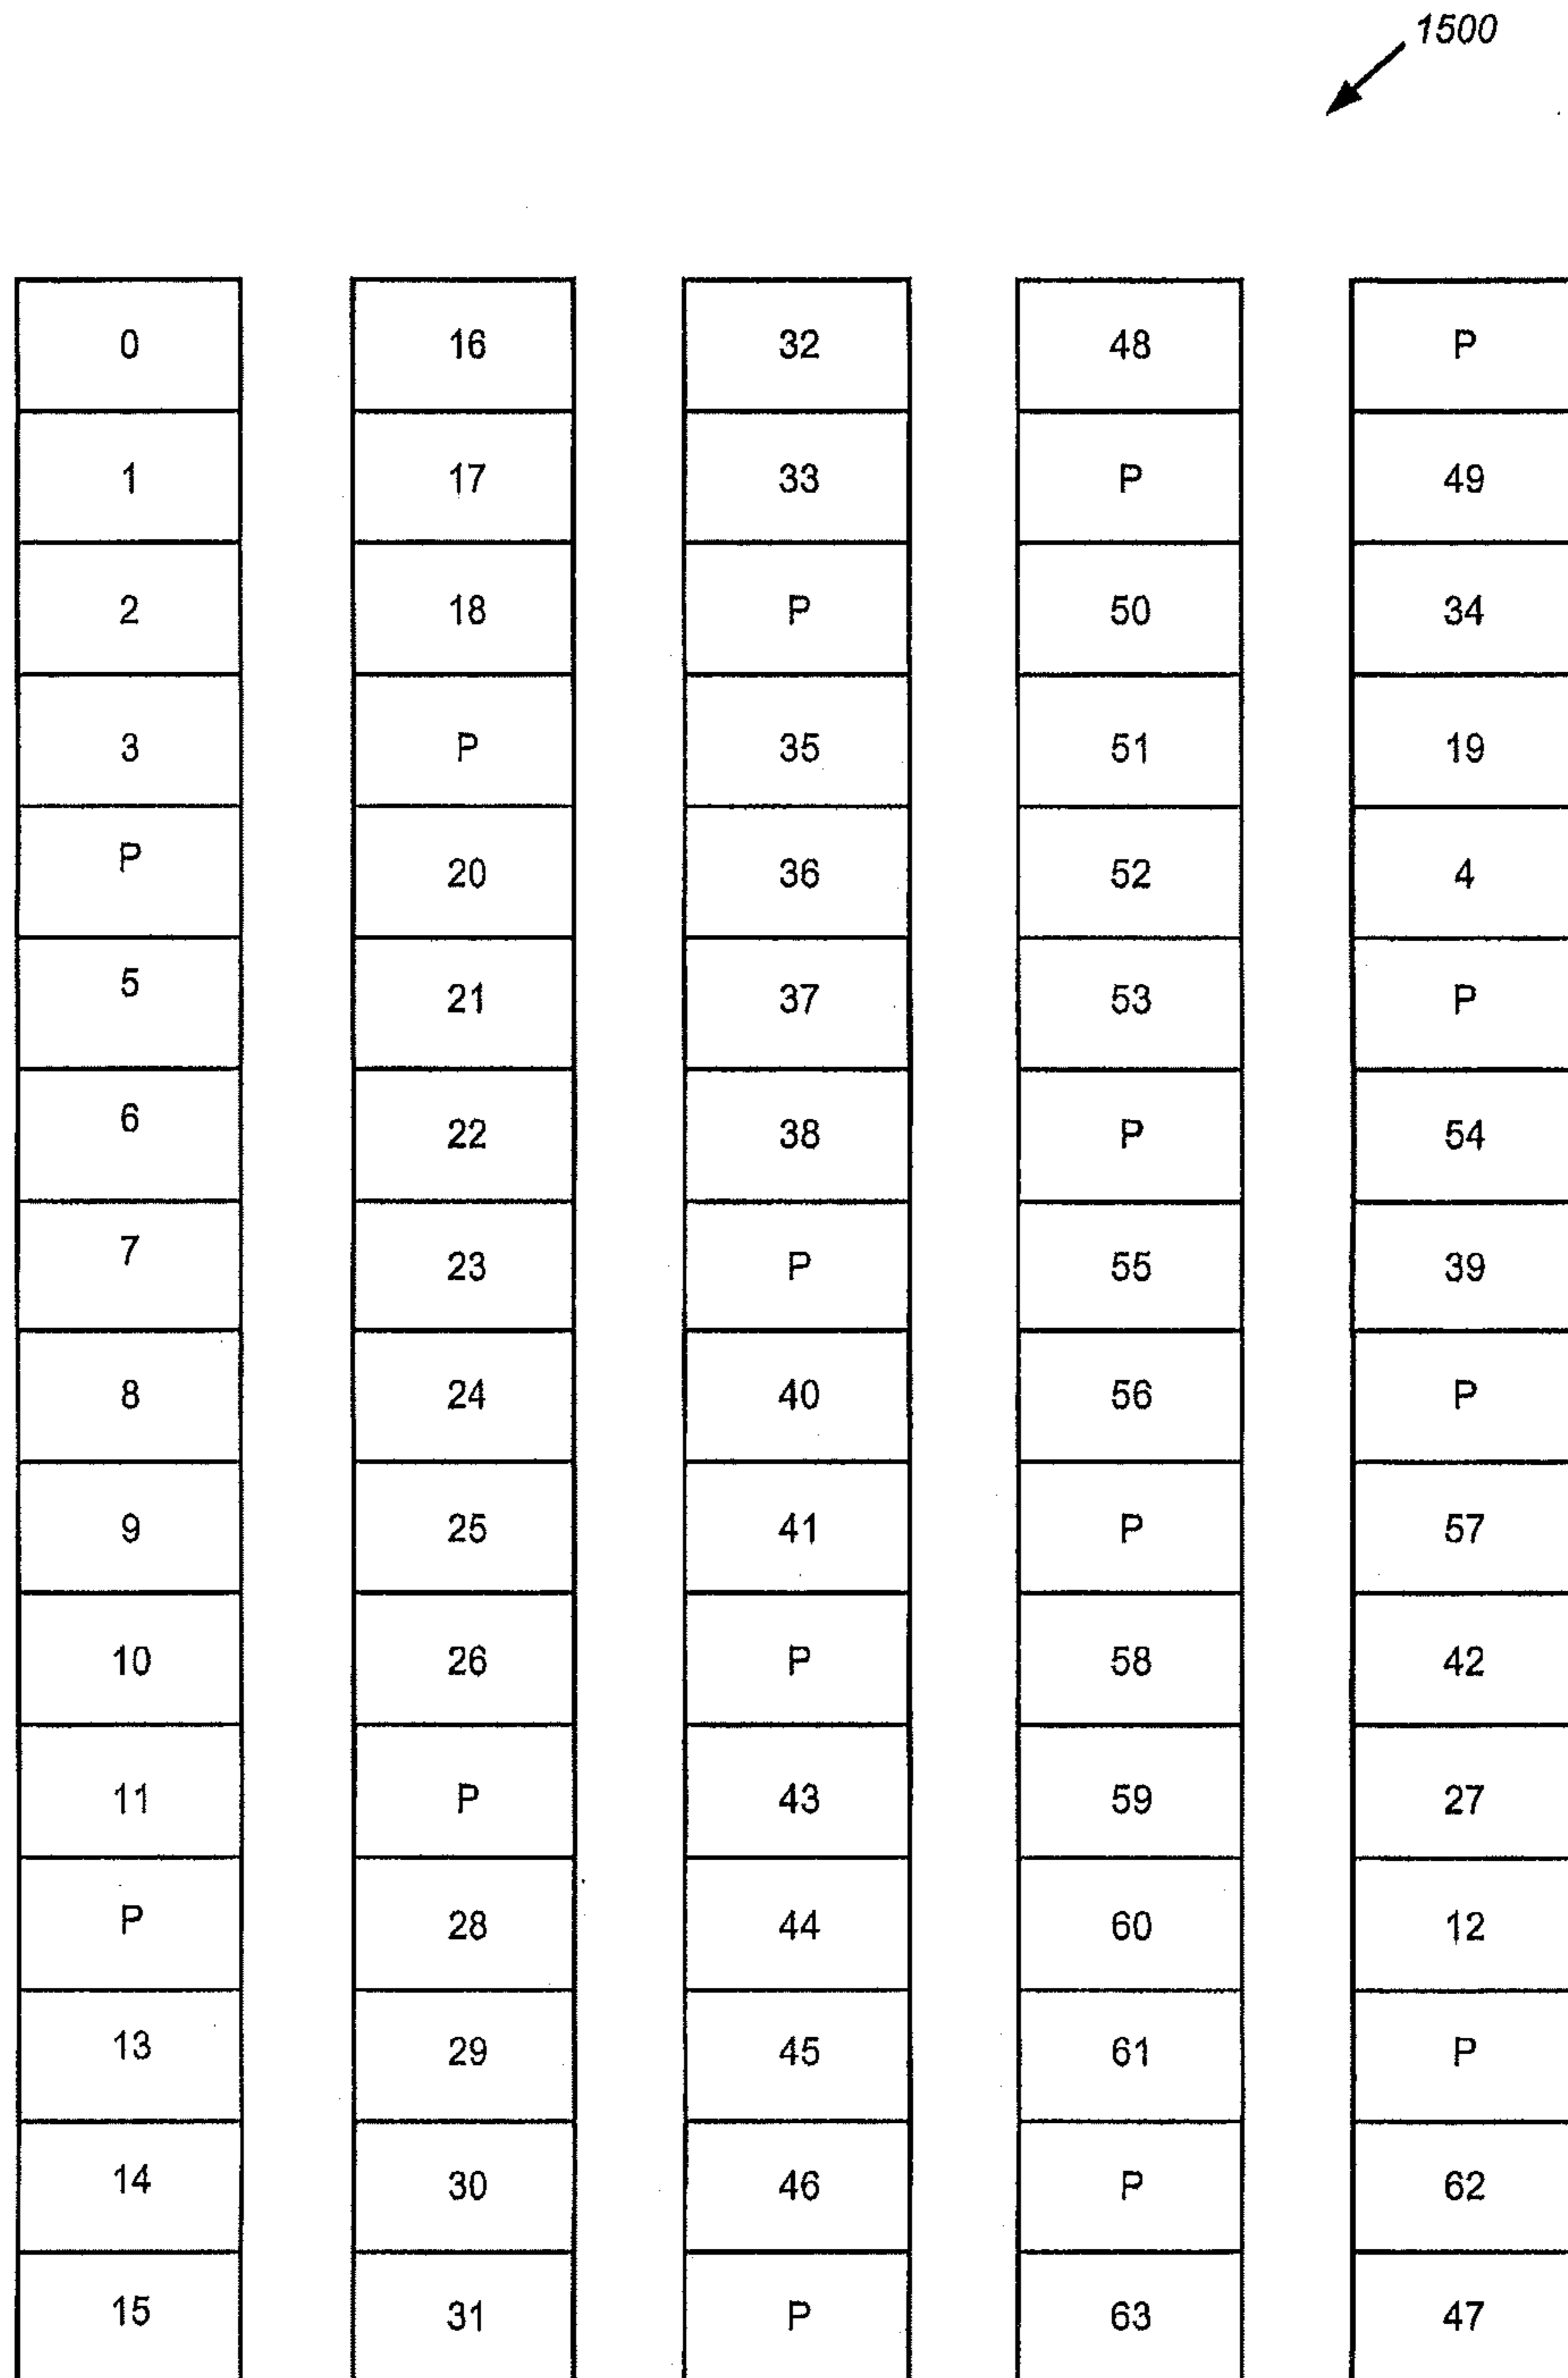 1500
0 16 32 48 P
1 17 33 P 49
2 18 P 50 34
3 P 35 51 19
P 20 36 52 4
5 21 37 53 P
6 22 38 P 54
7 23 P 55 39
8 24 40 56 P
9 25 41 P 57
10 26 P 58 42
11 P 43 59 27
P 28 44 60 12
13 29 45 61 P
14 30 46 P 62
15 31 P 63 47